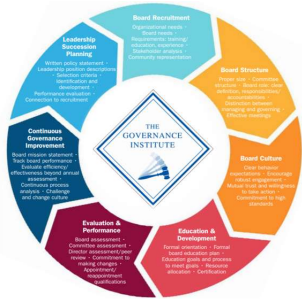 Board Recruitment
Organizational needs -
Board needs -
Requirements: training/
education, experience -
Stakeholder analysis -
Community representation
Board Structure
Proper size - Committee
structure - Board role: clear
definition, responsibilities/
accountabilities -
Distinction between
managing and governing -
Effective meetings
Board Culture
Clear behavior
expectations - Encourage
robust engagement -
Mutual trust and willingness
to take action -
Commitment to high
standards
Education &
Development
Formal orientation - Formal
board education plan -
Education goals and process
to meet goals - Resource
allocation - Certification
Evaluation &
Performance
Board assessment -
Committee assessment -
Director assessment/peer
review - Commitment to
making changes -
Appointment/
reappointment
qualifications
Continuous
Governance
Improvement
Board mission statement -
Track board performance -
Evaluate efficiency/
effectiveness beyond annual
assessment -
Continuous process
analysis - Challenge
and change culture
Leadership
Succession
Planning
Written policy statement -
Leadership position descriptions
- Selection criteria -
Identification and
development -
Performance evaluation -
Connection to recruitment
THE
GOVERNANCE
INSTITUTE